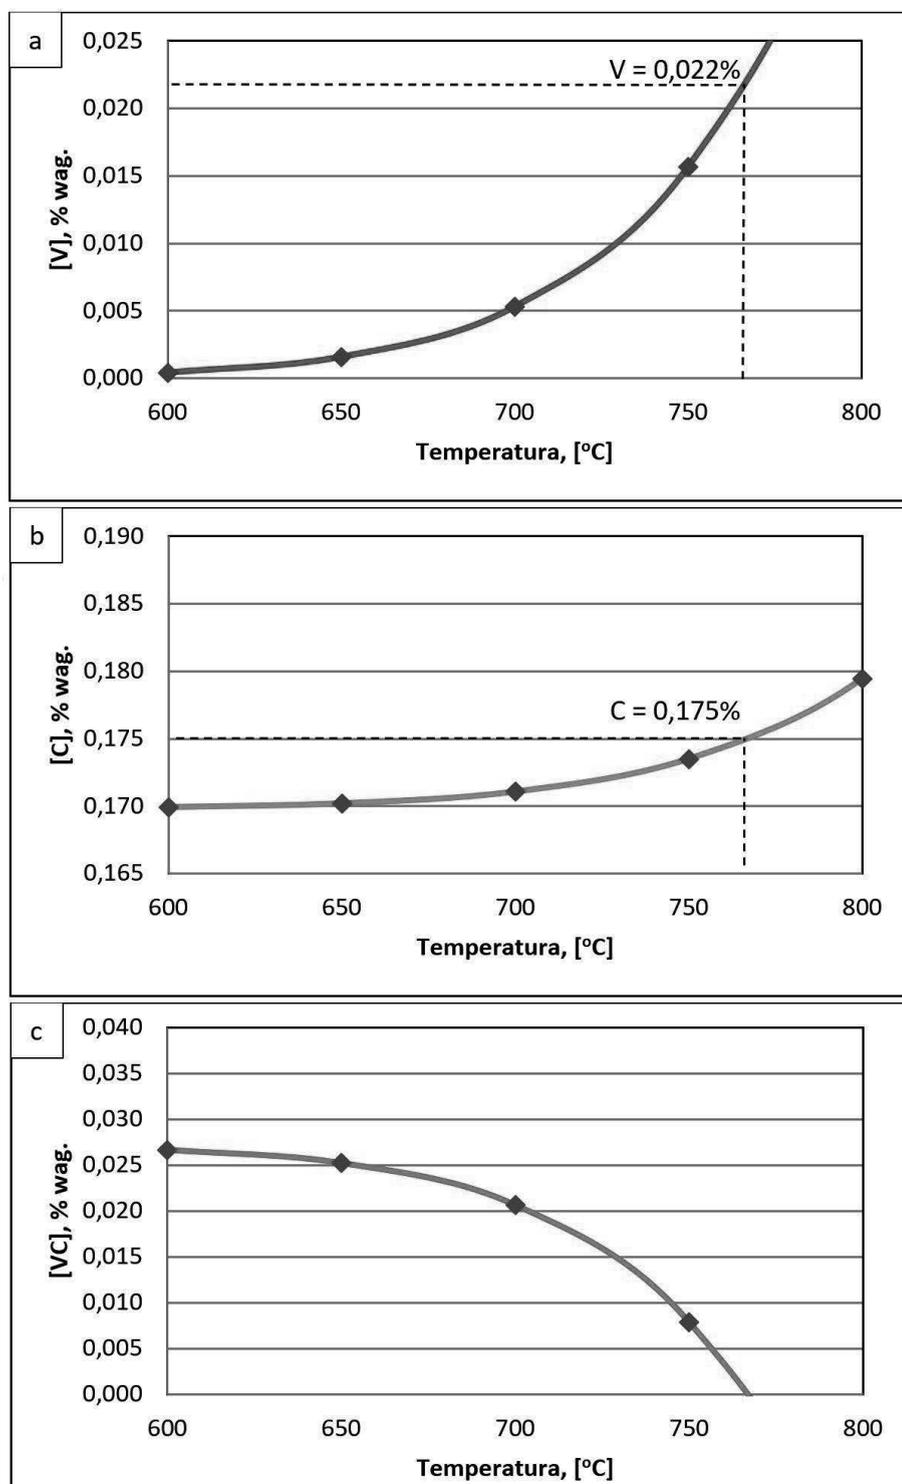 a
0,025
V = 0,022%
0,020
0,015
0,010
0,005
0,000
[V], % wag.
600 650 700 750 800
Temperatura, [°C]
b
0,190
0,185
0,180
C = 0,175%
0,175
0,170
0,165
[C], % wag.
600 650 700 750 800
Temperatura, [°C]
c
0,040
0,035
0,030
0,025
0,020
0,015
0,010
0,005
0,000
[VC], % wag.
600 650 700 750 800
Temperatura, [°C]